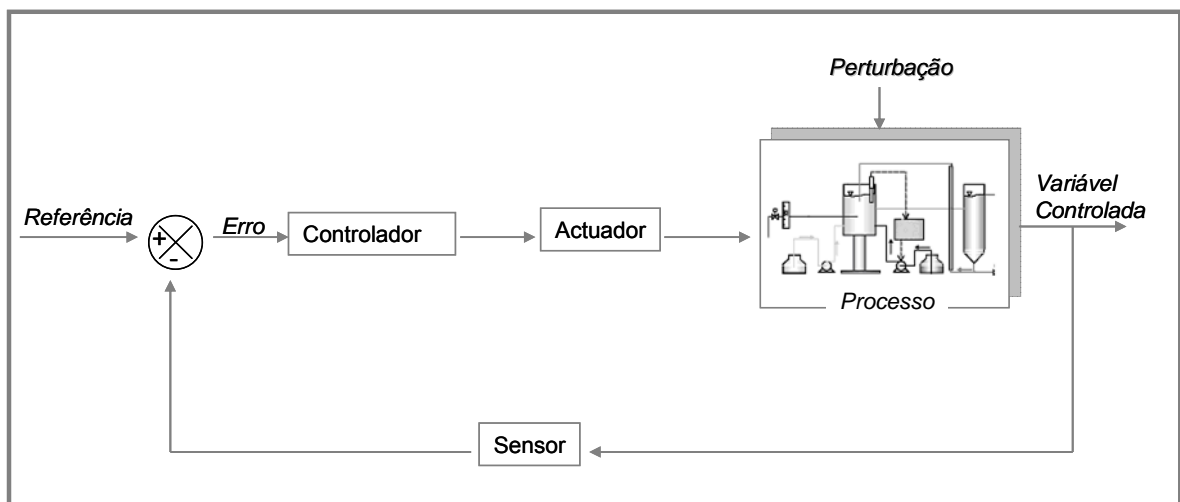 Perturbação
Referência
+
-
Erro
Controlador
Actuador
Processo
Variável
Controlada
Sensor